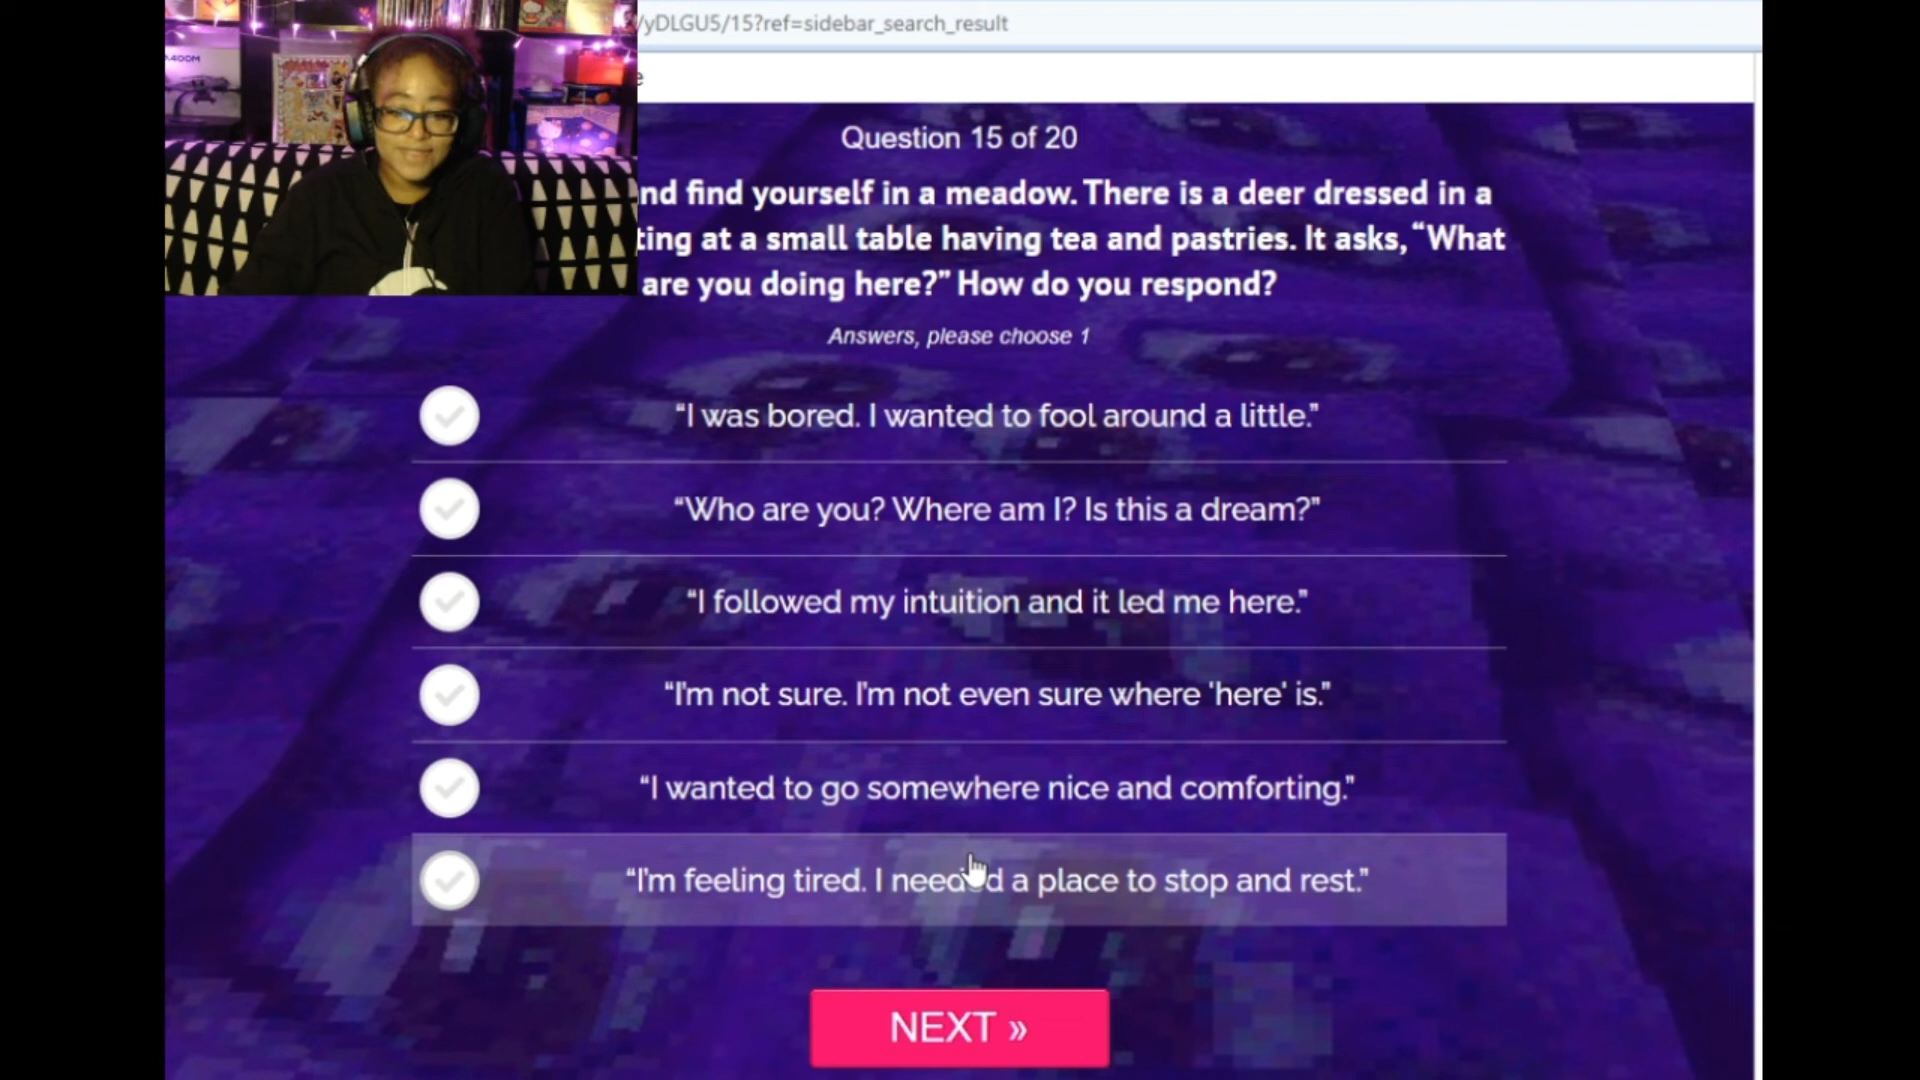 /yDLGU5/15?ref=sidebar_search_result
e
Question 15 of 20
nd find yourself in a meadow. There is a deer dressed in a
ting at a small table having tea and pastries. It asks, “What
are you doing here?” How do you respond?
Answers, please choose 1
“I was bored. I wanted to fool around a little.”
“Who are you? Where am I? Is this a dream?”
“I followed my intuition and it led me here.”
“I’m not sure. I’m not even sure where 'here' is.”
“I wanted to go somewhere nice and comforting.”
“I’m feeling tired. I needed a place to stop and rest.”
NEXT »